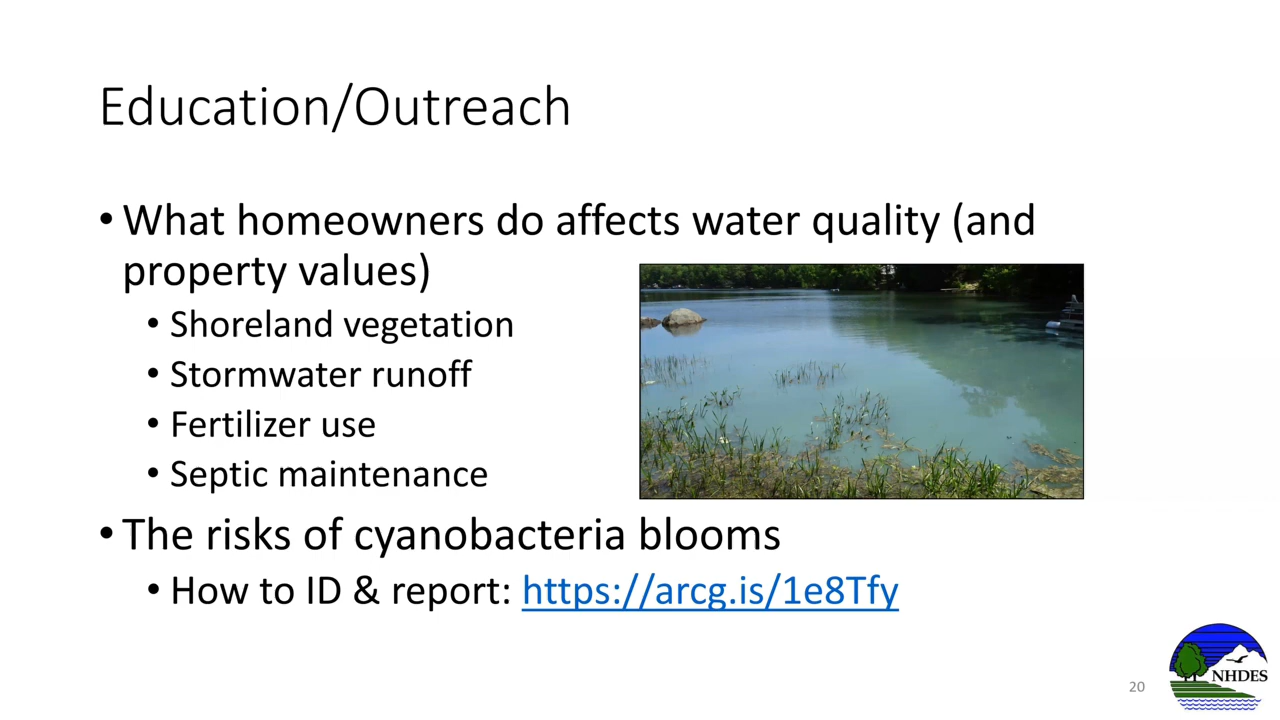 Education/Outreach
• What homeowners do affects water quality (and
property values)
• Shoreland vegetation
• Stormwater runoff
• Fertilizer use
• Septic maintenance
• The risks of cyanobacteria blooms
• How to ID & report: https://arcg.is/1e8Tfy
20
NHDES